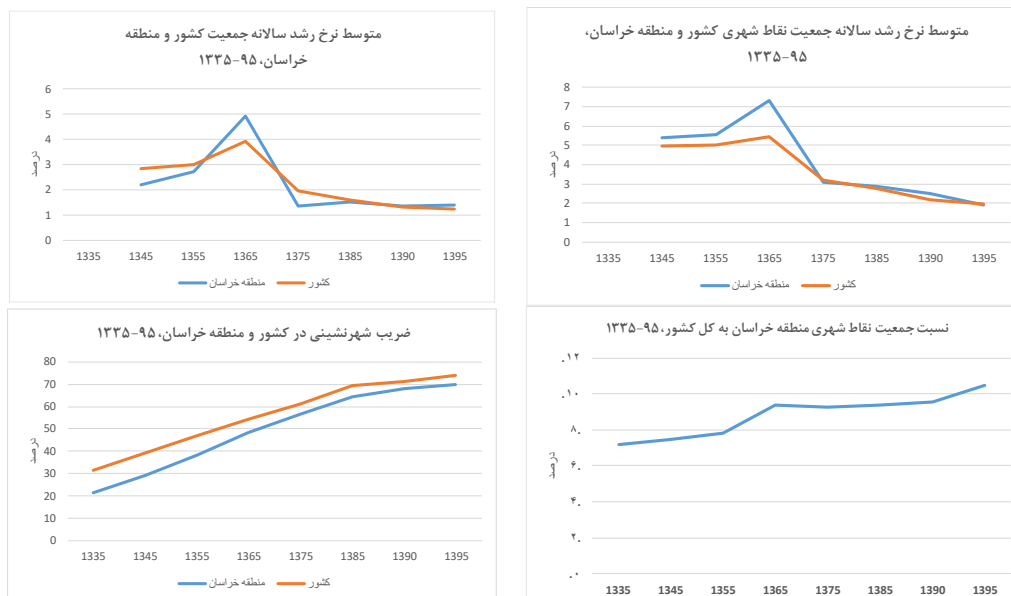 متوسط نرخ رشد سالانه جمعیت کشور و منطقه
خراسان، ۹۵-۱۳۳۵
6
5
4
3
2
1
0
درصد
1335 1345 1355 1365 1375 1385 1390 1395
منطقه خراسان کشور
متوسط نرخ رشد سالانه جمعیت نقاط شهری کشور و منطقه خراسان،
۹۵-۱۳۳۵
8
7
6
5
4
3
2
1
0
درصد
1335 1345 1355 1365 1375 1385 1390 1395
منطقه خراسان کشور
ضریب شهرنشینی در کشور و منطقه خراسان، ۹۵-۱۳۳۵
80
70
60
50
40
30
20
10
0
درصد
1335 1345 1355 1365 1375 1385 1390 1395
منطقه خراسان کشور
نسبت جمعیت نقاط شهری منطقه خراسان به کل کشور، ۹۵-۱۳۳۵
.۱۲
.۱۰
۸.
۶.
۴.
۲.
.۰
درصد
1335 1345 1355 1365 1375 1385 1390 1395